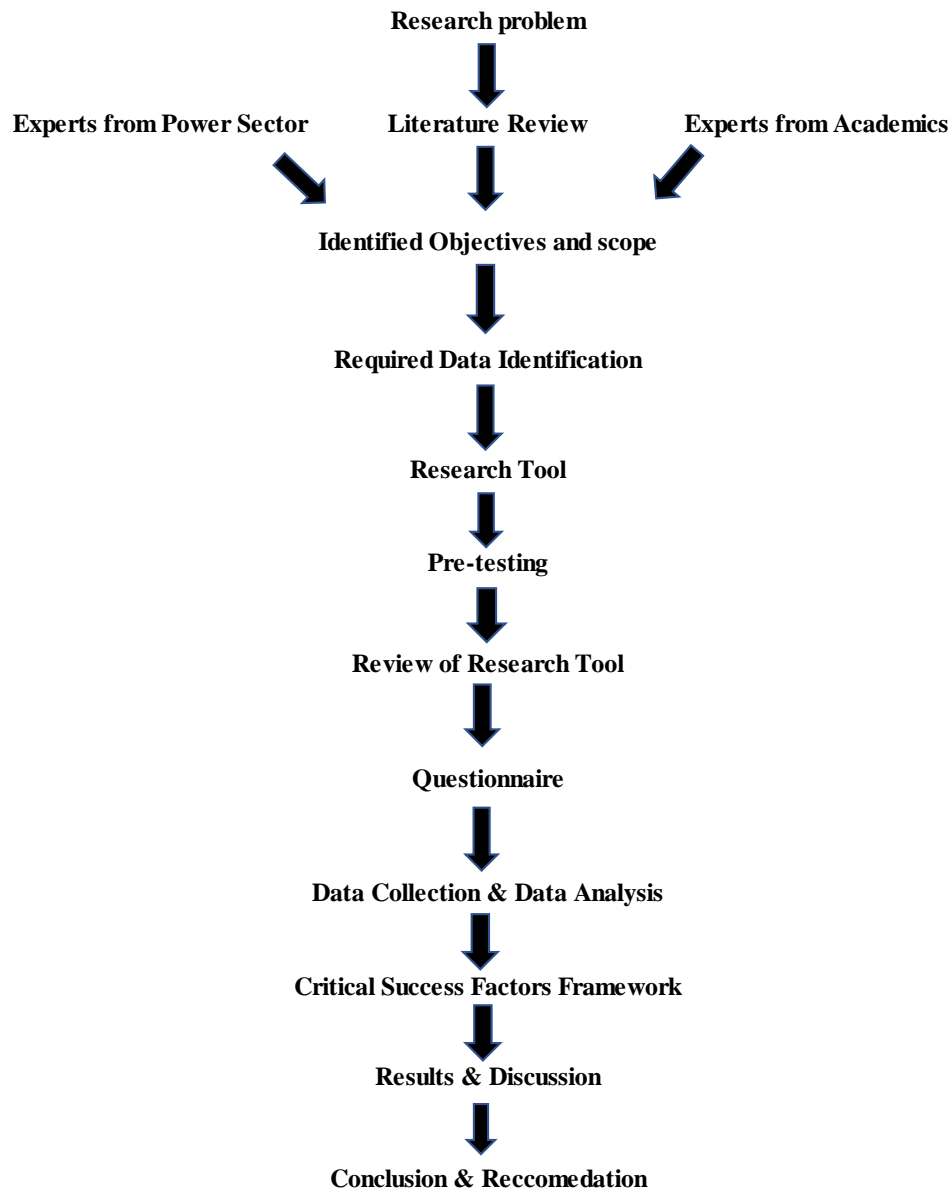 Research problem
Experts from Power Sector
Literature Review
Experts from Academics
Identified Objectives and scope
Required Data Identification
Research Tool
Pre-testing
Review of Research Tool
Questionnaire
Data Collection & Data Analysis
Critical Success Factors Framework
Results & Discussion
Conclusion & Reccomedation